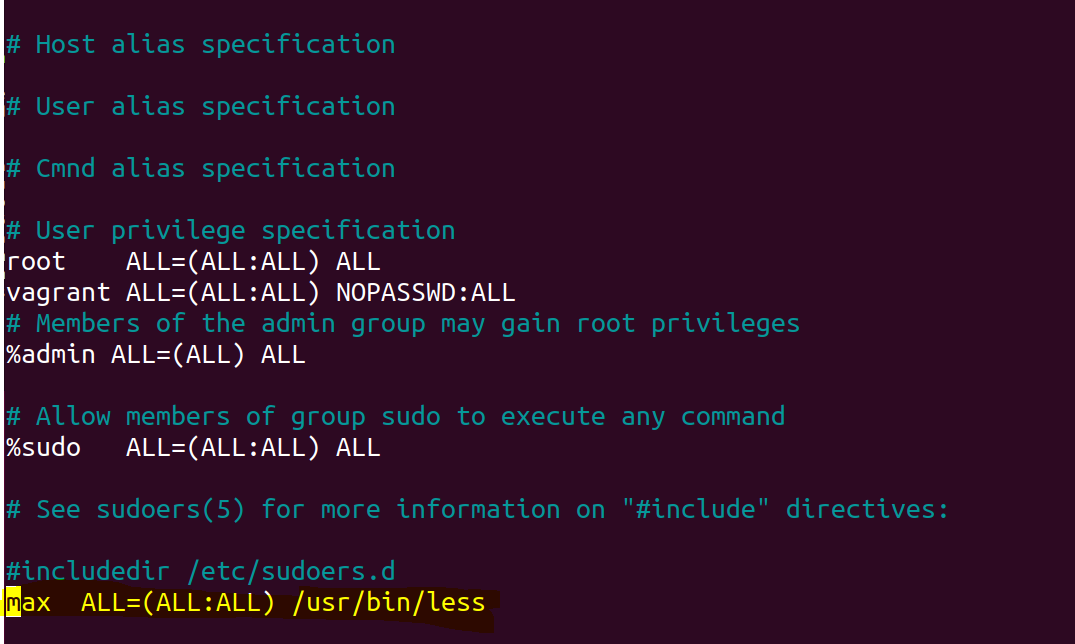 # Host alias specification
# User alias specification
# Cmnd alias specification
# User privilege specification
root    ALL=(ALL:ALL) ALL
vagrant ALL=(ALL:ALL) NOPASSWD:ALL
# Members of the admin group may gain root privileges
%admin ALL=(ALL) ALL
# Allow members of group sudo to execute any command
%sudo   ALL=(ALL:ALL) ALL
# See sudoers(5) for more information on "#include" directives:
#includedir /etc/sudoers.d
max  ALL=(ALL:ALL) /usr/bin/less